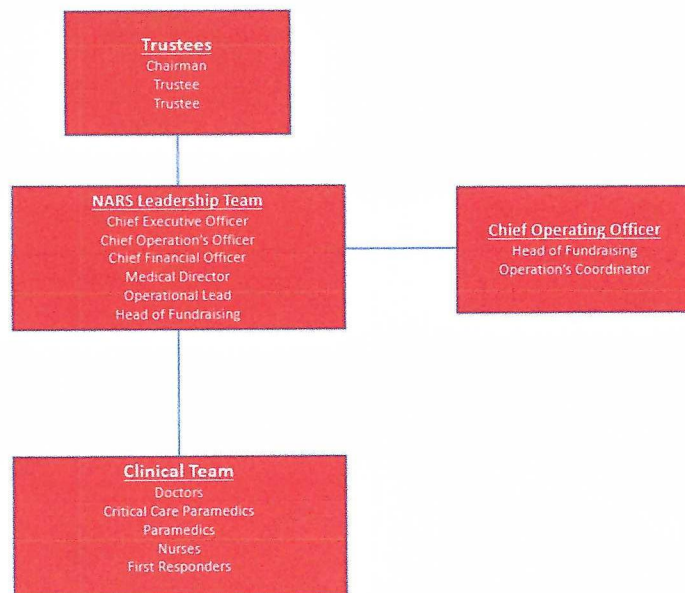 Trustees
Chairman
Trustee
Trustee
NARS Leadership Team
Chief Executive Officer
Chief Operation's Officer
Chief Financial Officer
Medical Director
Operational Lead
Head of Fundraising
Chief Operating Officer
Head of Fundraising
Operation's Coordinator
Clinical Team
Doctors
Critical Care Paramedics
Paramedics
Nurses
First Responders